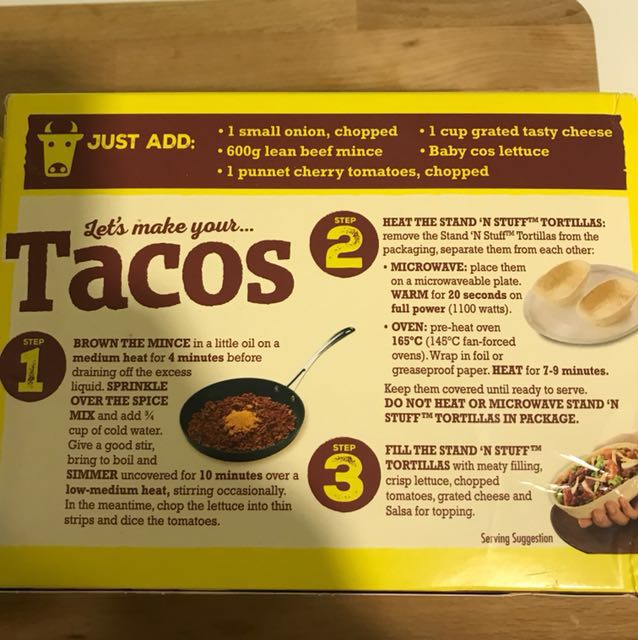 JUST ADD:
• 1 small onion, chopped
• 600g lean beef mince
• 1 punnet cherry tomatoes, chopped
• 1 cup grated tasty cheese
• Baby cos lettuce
Let's make your...
Tacos
STEP
1
BROWN THE MINCE in a little oil on
medium heat for 4 minutes before
draining off the excess
liquid. SPRINKLE
OVER THE SPICE
MIX and add ¾
cup of cold water.
Give a good stir,
bring to boil and
SIMMER uncovered for 10 minutes over a
low-medium heat, stirring occasionally.
In the meantime, chop the lettuce into thin
strips and dice the tomatoes.
STEP
2
HEAT THE STAND 'N STUFF™ TORTILLAS:
remove the Stand 'N Stuff™ Tortillas from the
packaging, separate them from each other:
• MICROWAVE: place them
on a microwaveable plate.
WARM for 20 seconds on
full power (1100 watts).
• OVEN: pre-heat oven
165°C (145°C fan-forced
ovens). Wrap in foil or
greaseproof paper. HEAT for 7-9 minutes.
Keep them covered until ready to serve.
DO NOT HEAT OR MICROWAVE STAND 'N
STUFF™ TORTILLAS IN PACKAGE.
STEP
3
FILL THE STAND 'N STUFF™
TORTILLAS with meaty filling,
crisp lettuce, chopped
tomatoes, grated cheese and
Salsa for topping.
Serving Suggestion